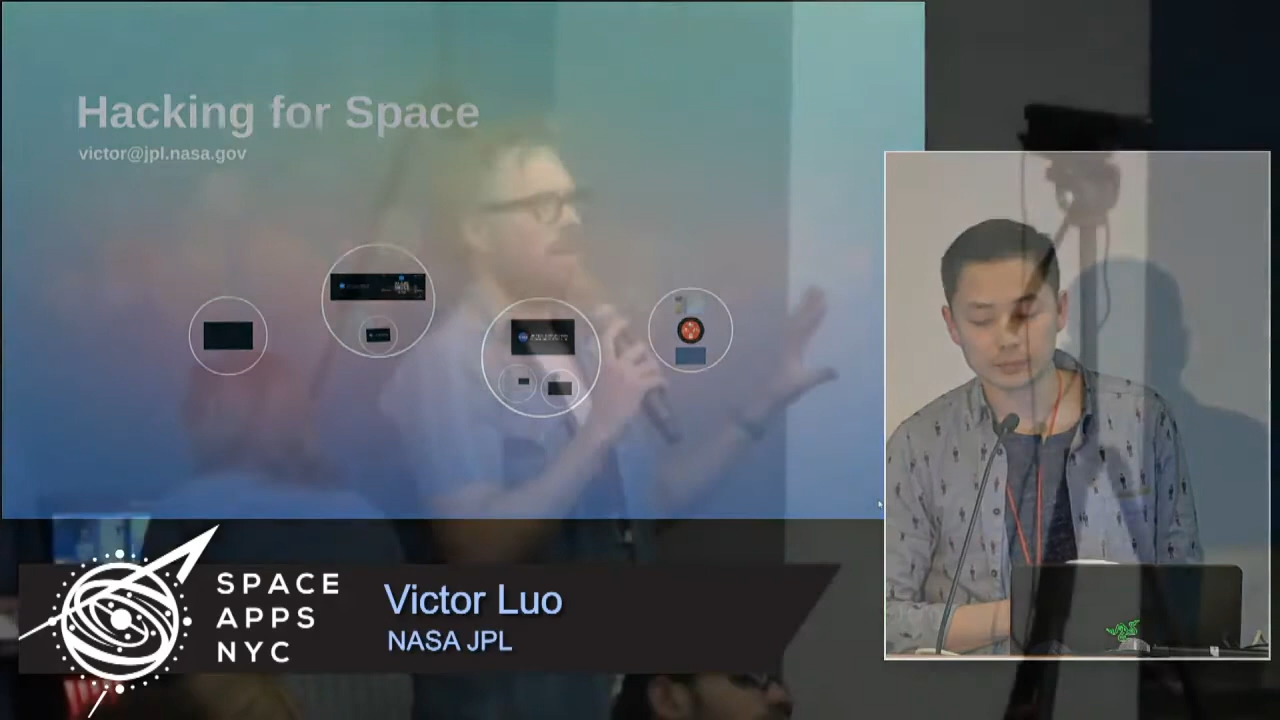 Hacking for Space
victor@jpl.nasa.gov
SPACE
APPS
NYC
Victor Luo
NASA JPL